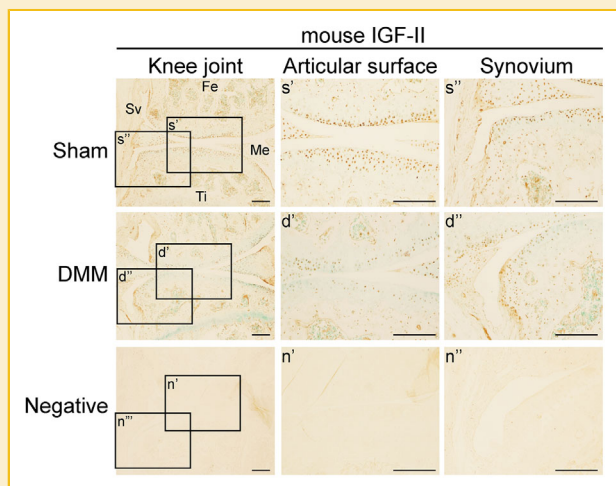 mouse IGF-II
Knee joint Articular surface Synovium
Sham
Fe
Sv
s'
s''
Me
Ti
s'
s''
DMM
d'
d''
d'
d''
Negative
n'
n'''
n'
n''